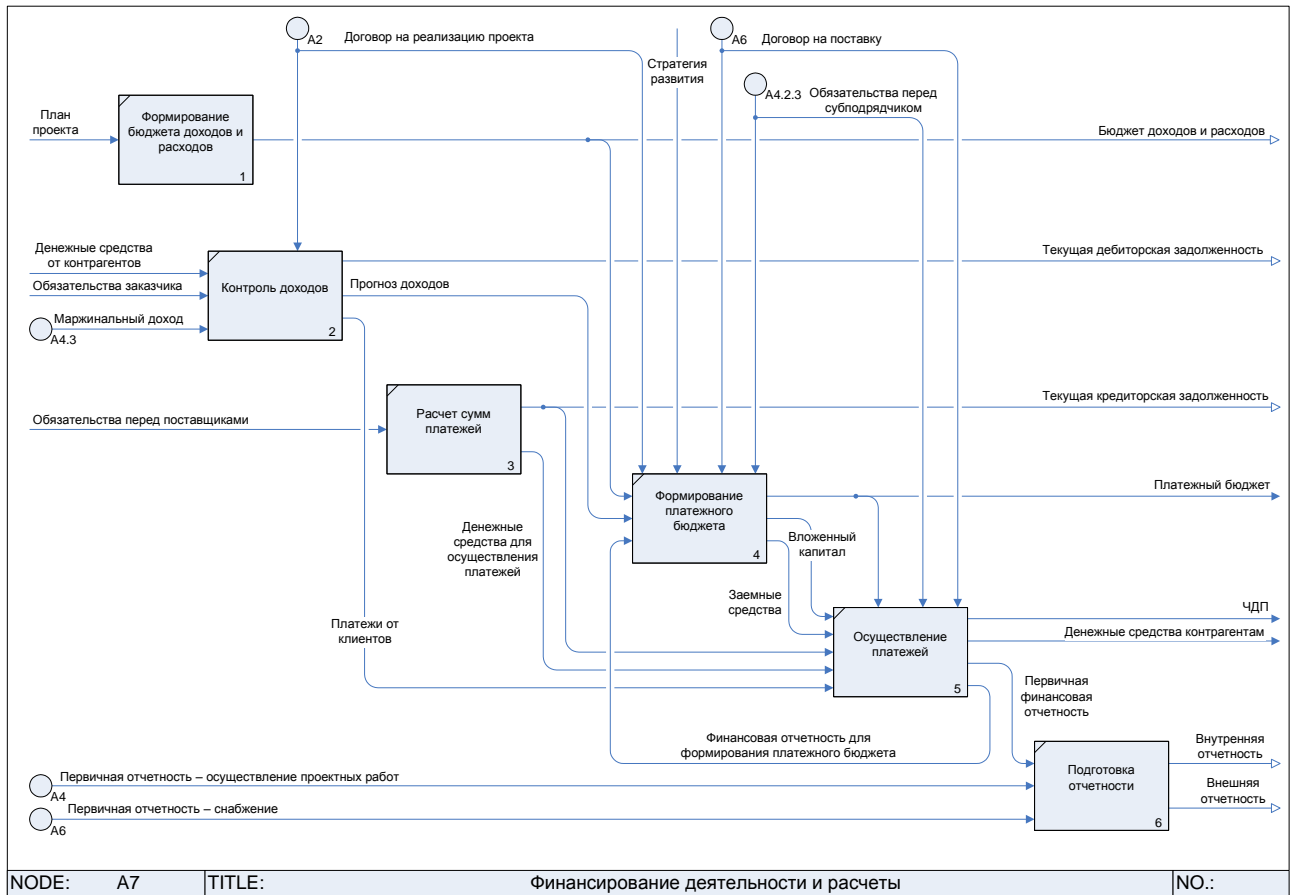 A2
Договор на реализацию проекта
A6
Договор на поставку
Стратегия
развития
A4.2.3
Обязательства перед
субподрядчиком
План
проекта
Формирование
бюджета доходов и
расходов
1
Бюджет доходов и расходов
Денежные средства
от контрагентов
Обязательства заказчика
Маржинальный доход
A4.3
Контроль доходов
2
Прогноз доходов
Текущая дебиторская задолженность
Обязательства перед поставщиками
Расчет сумм
платежей
3
Текущая кредиторская задолженность
Формирование
платежного
бюджета
4
Платежный бюджет
Денежные
средства для
осуществления
платежей
Вложенный
капитал
Заемные
средства
Платежи от
клиентов
Осуществление
платежей
5
ЧДП
Денежные средства контрагентам
Первичная
финансовая
отчетность
Финансовая отчетность для
формирования платежного бюджета
Первичная отчетность – осуществление проектных работ
A4
Первичная отчетность – снабжение
A6
Подготовка
отчетности
6
Внутренняя
отчетность
Внешняя
отчетность
NODE: A7 TITLE: Финансирование деятельности и расчеты NO.: